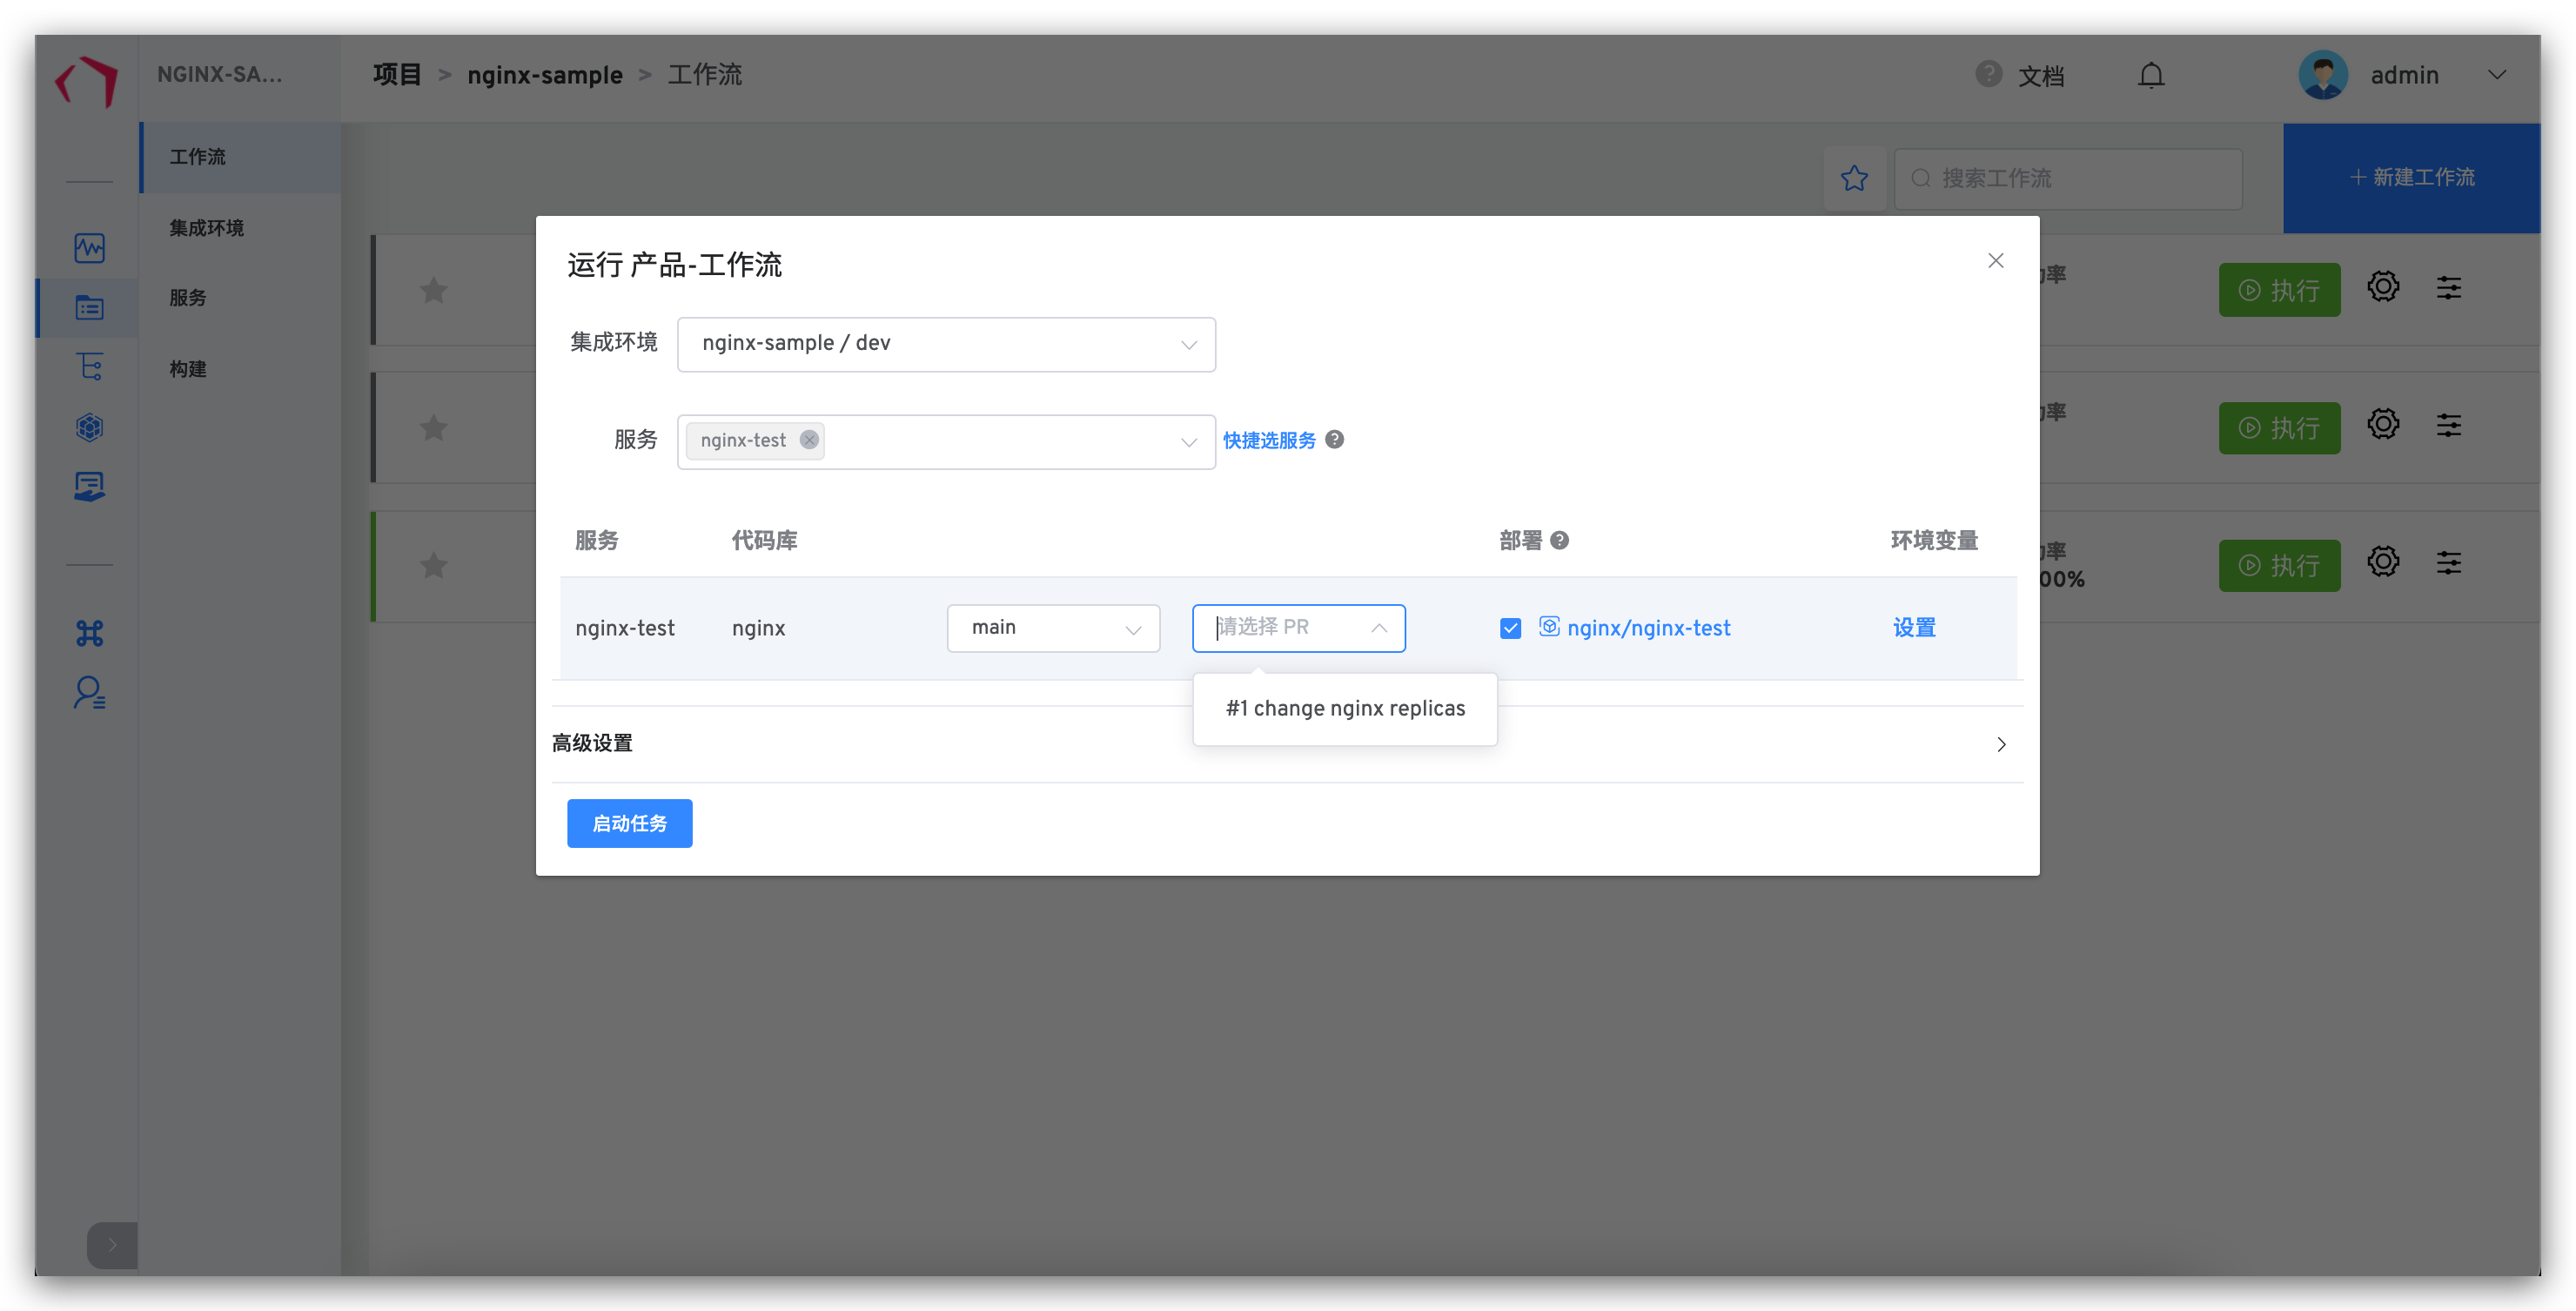 NGINX-SA...
项目 > nginx-sample > 工作流
文档
admin
工作流
集成环境
服务
构建
搜索工作流
+ 新建工作流
运行 产品-工作流
集成环境
nginx-sample / dev
服务
nginx-test
快捷选服务
服务 代码库 部署 环境变量
nginx-test nginx main 请选择 PR nginx/nginx-test 设置
#1 change nginx replicas
高级设置
启动任务
率
执行
率
执行
率
00%
执行